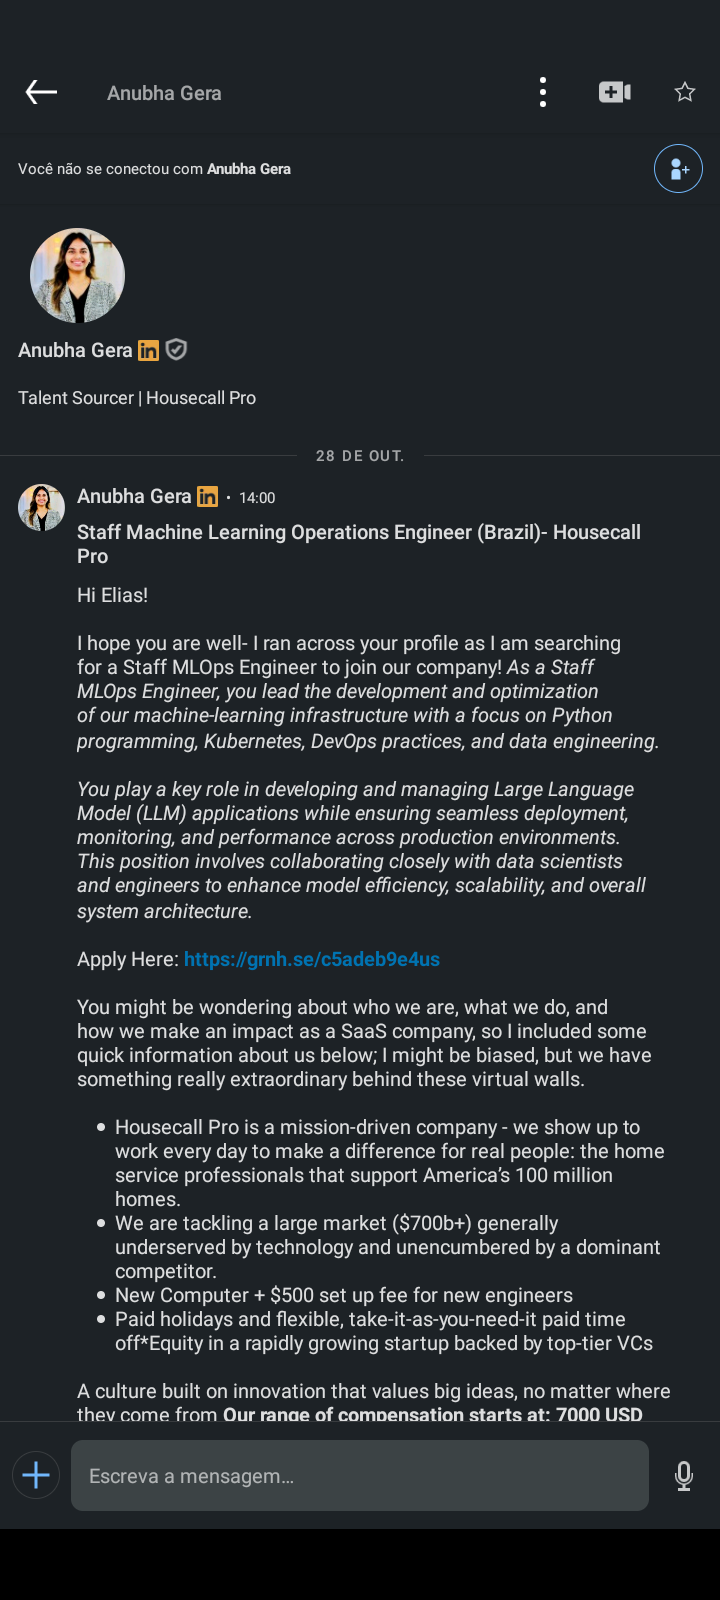 Anubha Gera
Você não se conectou com Anubha Gera
Anubha Gera in
Talent Sourcer | Housecall Pro
28 DE OUT.
Anubha Gera in • 14:00
Staff Machine Learning Operations Engineer (Brazil)- Housecall
Pro
Hi Elias!
I hope you are well- I ran across your profile as I am searching
for a Staff MLOps Engineer to join our company! As a Staff
MLOps Engineer, you lead the development and optimization
of our machine-learning infrastructure with a focus on Python
programming, Kubernetes, DevOps practices, and data engineering.
You play a key role in developing and managing Large Language
Model (LLM) applications while ensuring seamless deployment,
monitoring, and performance across production environments.
This position involves collaborating closely with data scientists
and engineers to enhance model efficiency, scalability, and overall
system architecture.
Apply Here: https://grnh.se/c5adeb9e4us
You might be wondering about who we are, what we do, and
how we make an impact as a SaaS company, so I included some
quick information about us below; I might be biased, but we have
something really extraordinary behind these virtual walls.
• Housecall Pro is a mission-driven company - we show up to
work every day to make a difference for real people: the home
service professionals that support America's 100 million
homes.
• We are tackling a large market ($700b+) generally
underserved by technology and unencumbered by a dominant
competitor.
• New Computer + $500 set up fee for new engineers
• Paid holidays and flexible, take-it-as-you-need-it paid time
off*Equity in a rapidly growing startup backed by top-tier VCs
A culture built on innovation that values big ideas, no matter where
they come from Our range of compensation starts at: 7000 USD
Escreva a mensagem…